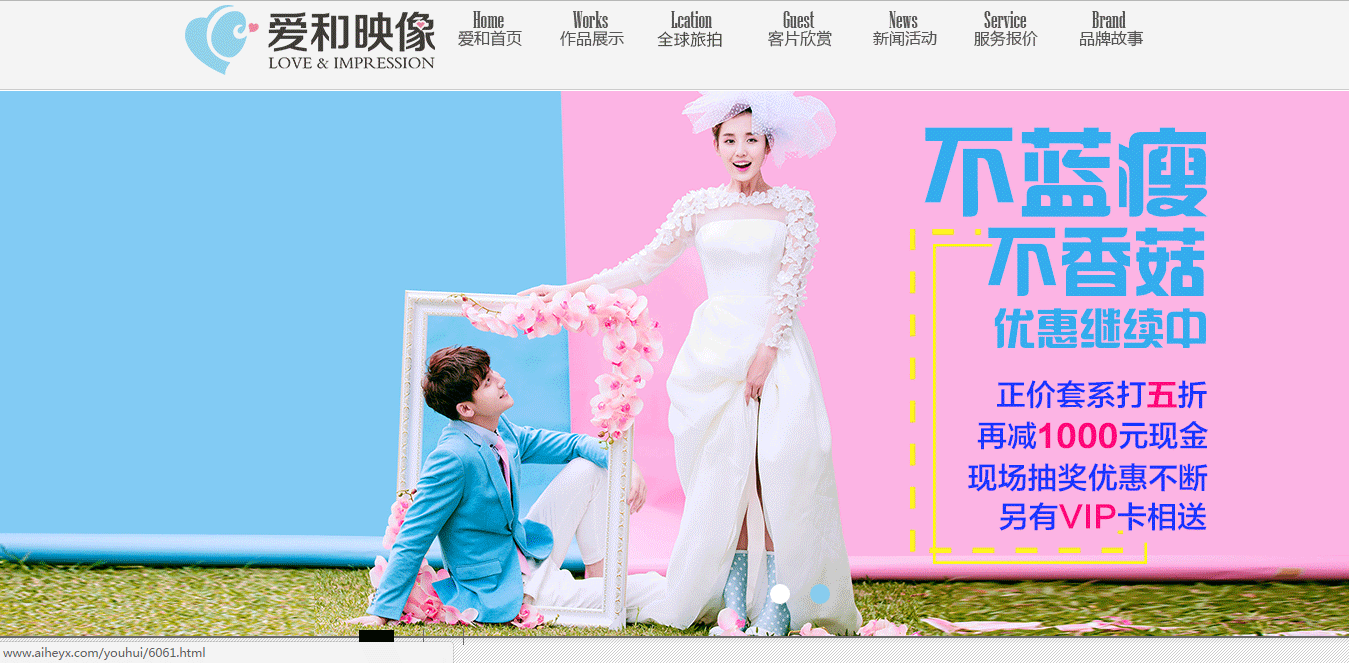 爱和映像
LOVE & IMPRESSION
Home
爱和首页
Works
作品展示
Lcation
全球旅拍
Guest
客片欣赏
News
新闻活动
Service
服务报价
Brand
品牌故事
不蓝瘦
不香菇
优惠继续中
正价套系打五折
再减1000元现金
现场抽奖优惠不断
另有VIP卡相送
www.aiheyx.com/youhui/6061.html